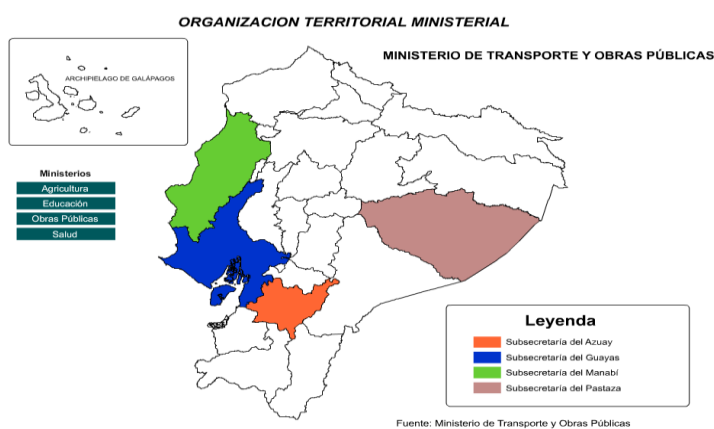 ORGANIZACION TERRITORIAL MINISTERIAL
MINISTERIO DE TRANSPORTE Y OBRAS PÚBLICAS
ARCHIPIELAGO DE GALÁPAGOS
Ministerios
Agricultura
Educación
Obras Públicas
Salud
Leyenda
Subsecretaría del Azuay
Subsecretaría del Guayas
Subsecretaría del Manabí
Subsecretaría del Pastaza
Fuente: Ministerio de Transporte y Obras Públicas